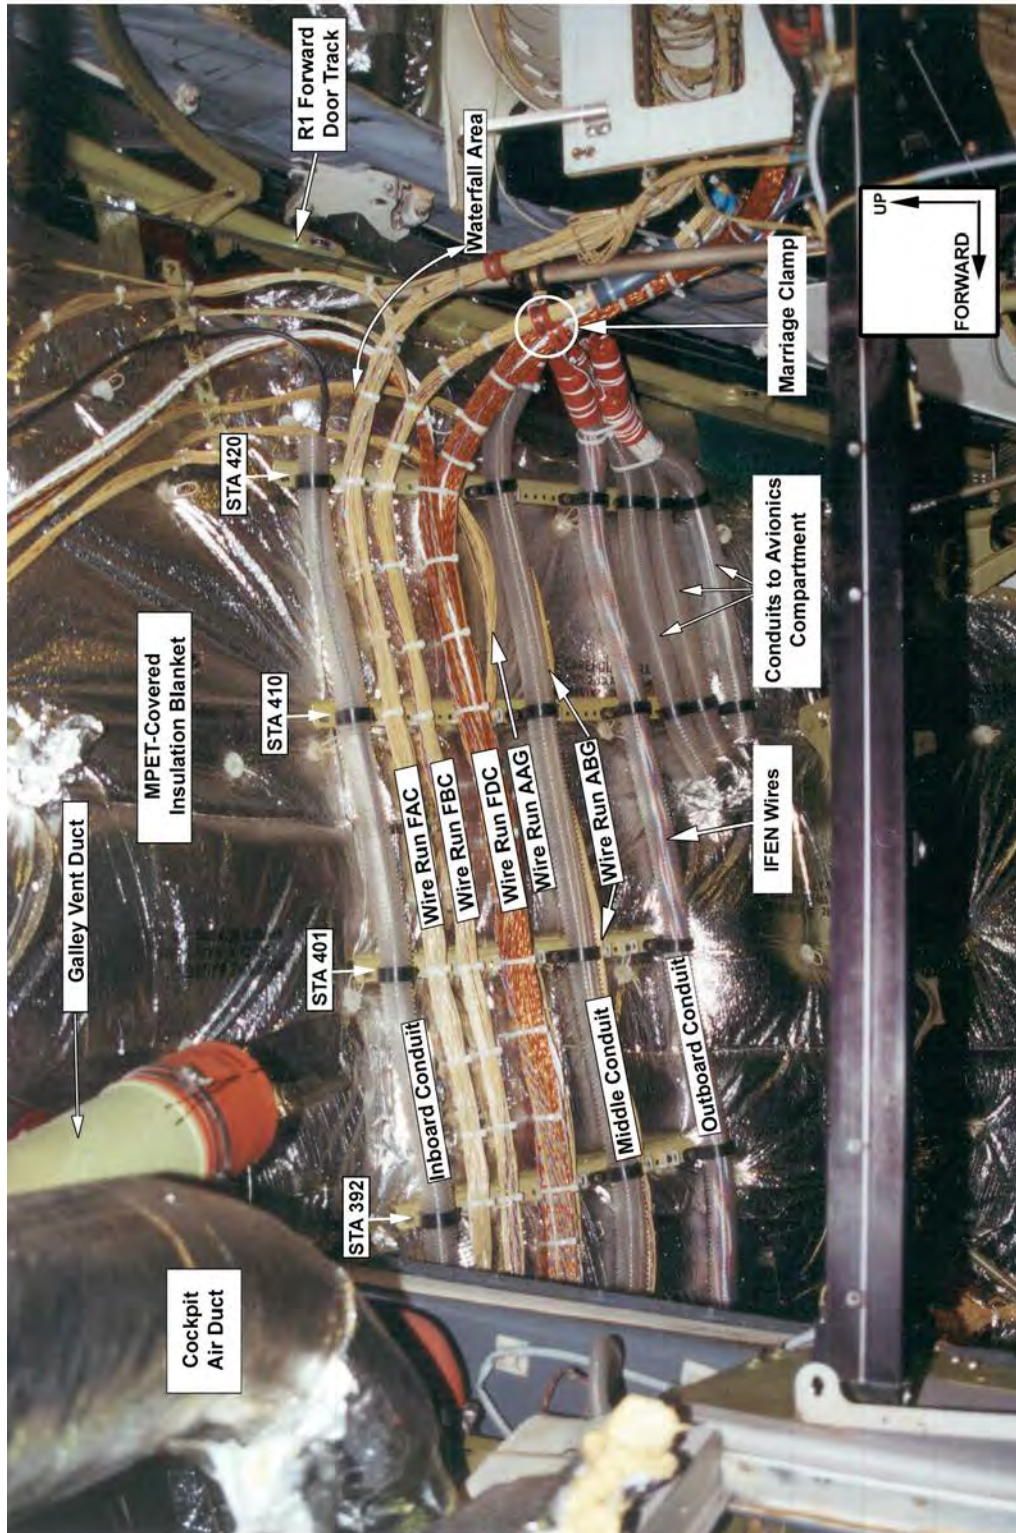 Galley Vent Duct
MPET-Covered
Insulation Blanket
Cockpit
Air Duct
R1 Forward
Door Track
STA 392
STA 401
STA 410
STA 420
Waterfall Area
Inboard Conduit
Wire Run FAC
Wire Run FBC
Wire Run FDC
Wire Run AAG
Wire Run ABG
Middle Conduit
Outboard Conduit
IFEN Wires
Conduits to Avionics
Compartment
Marriage Clamp
UP
FORWARD